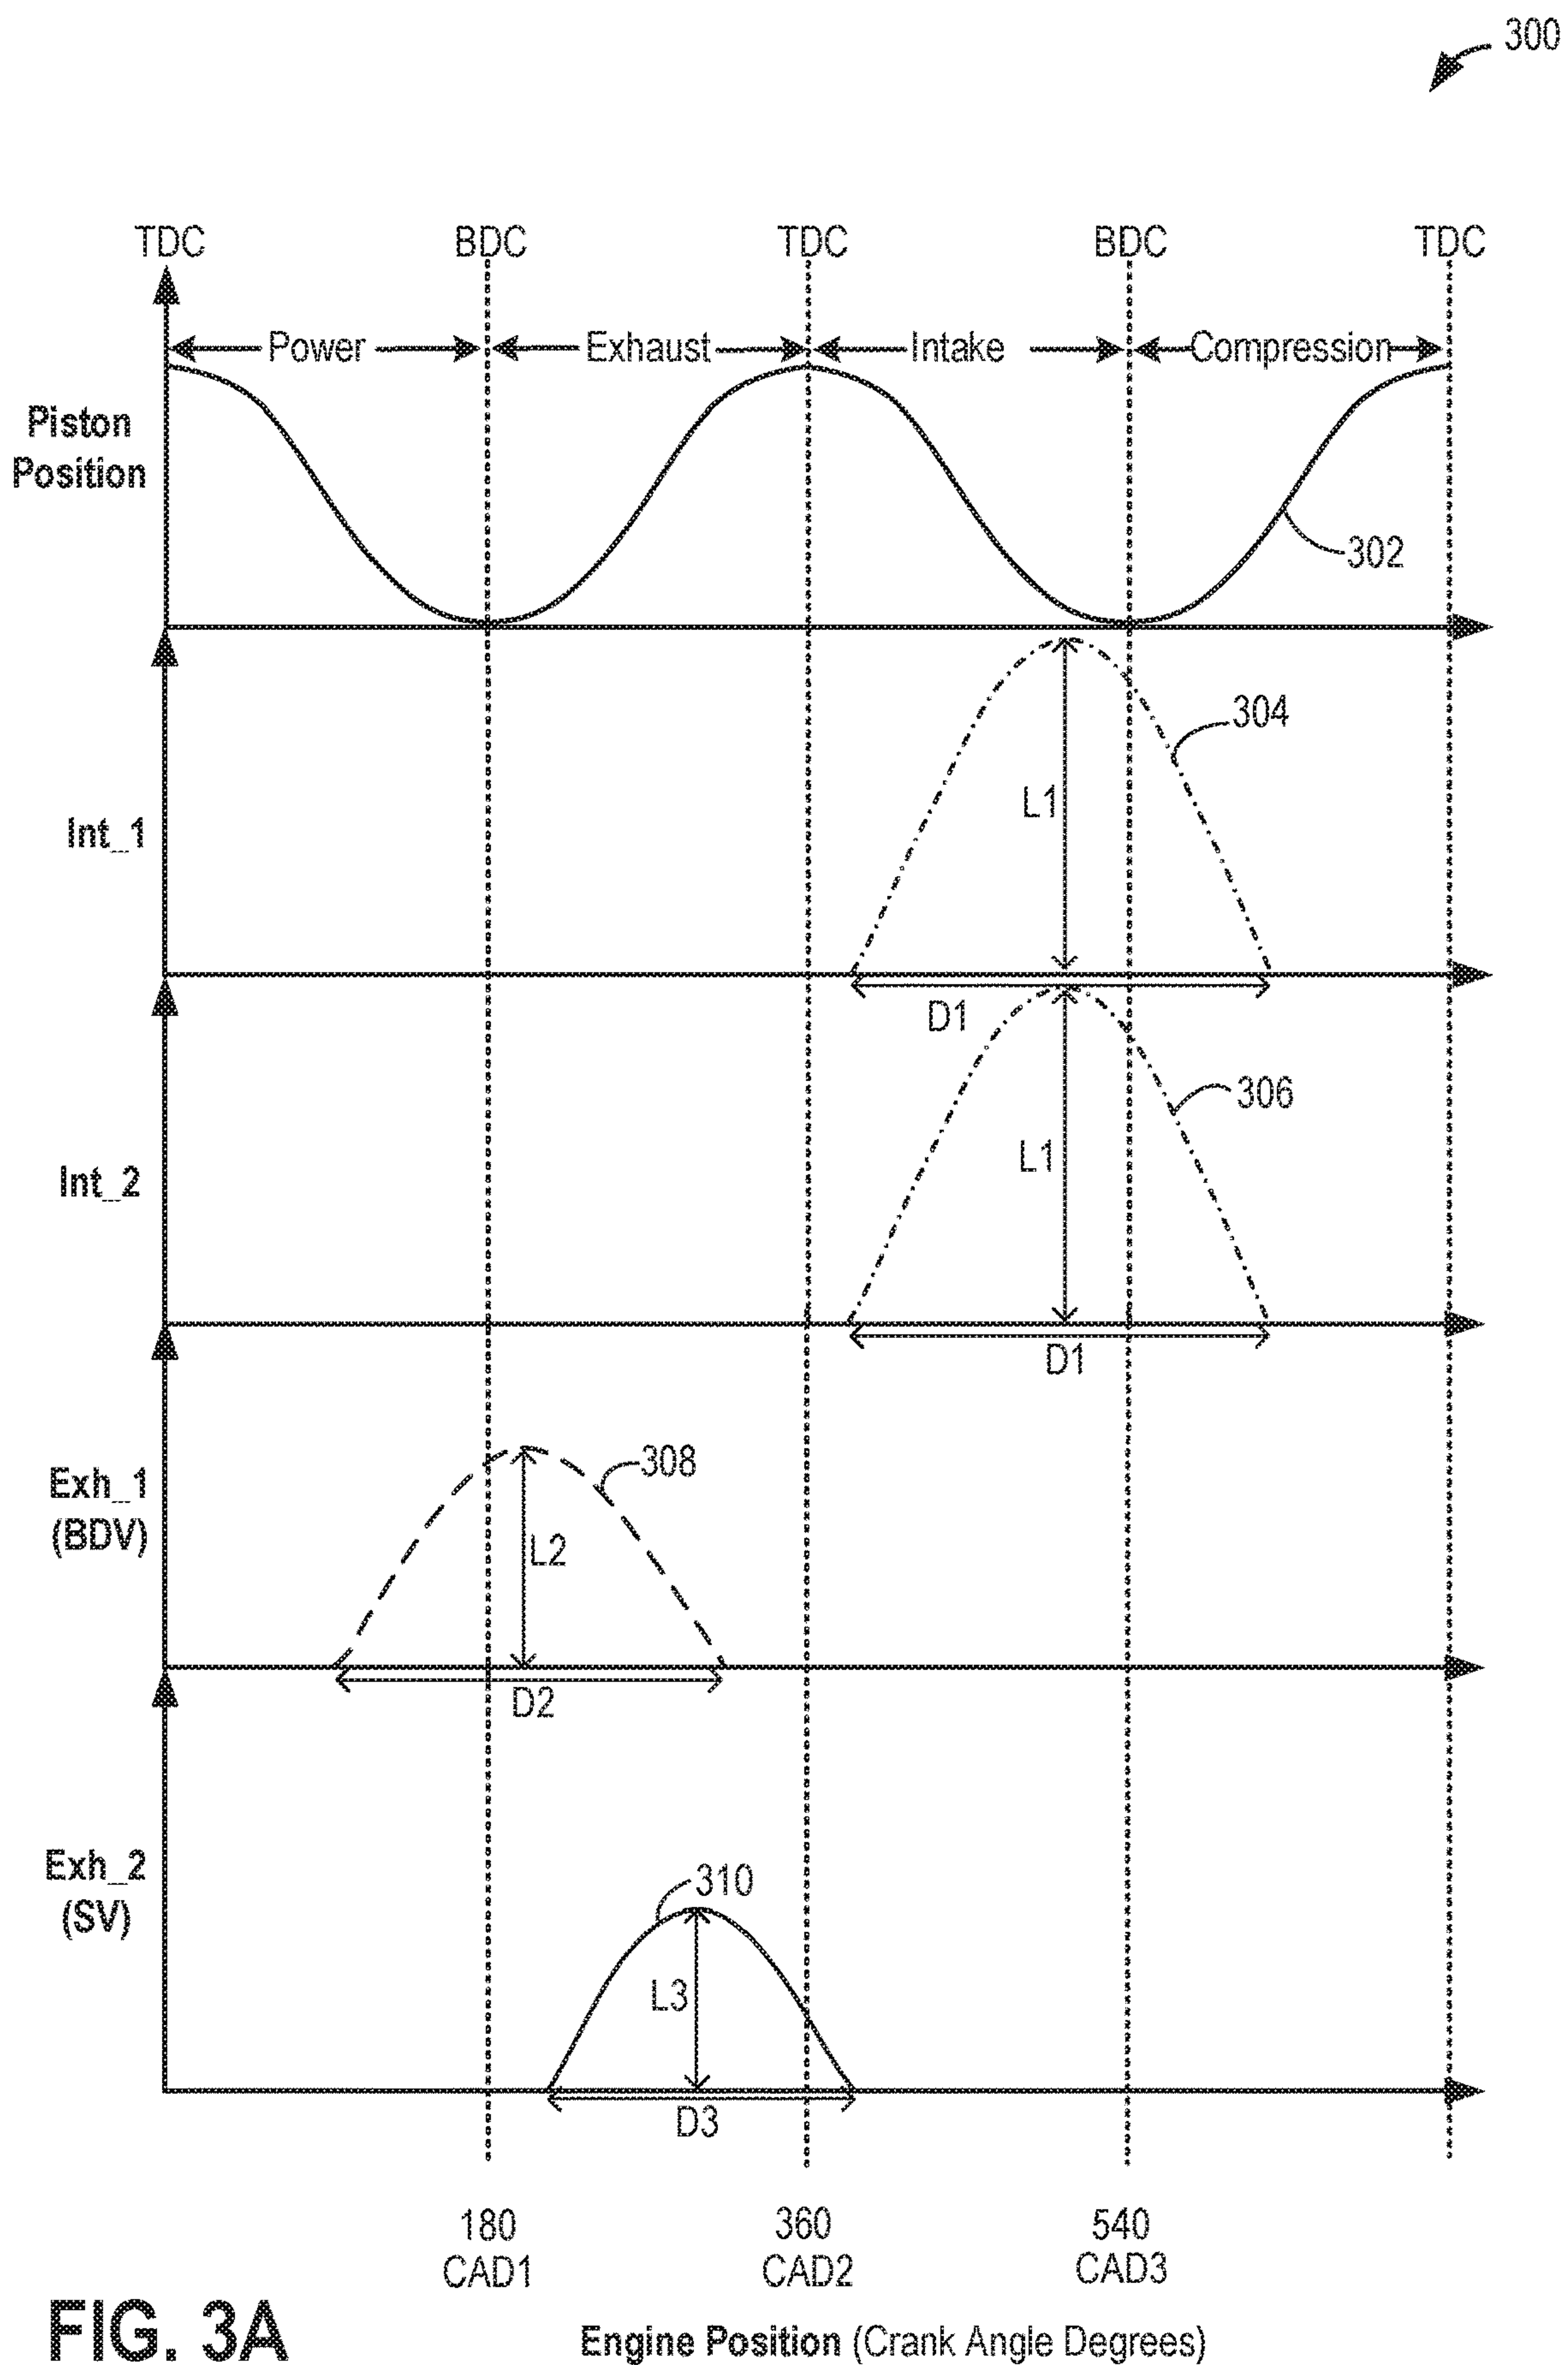 300
TDC BDC TDC BDC TDC
Power Exhaust Intake Compression
Piston
Position
302
304
L1
Int_1
D1
306
L1
Int_2
D1
308
Exh_1
(BDV)
L2
D2
Exh_2
(SV)
310
L3
D3
180 360 540
CAD1 CAD2 CAD3
FIG. 3A
Engine Position (Crank Angle Degrees)